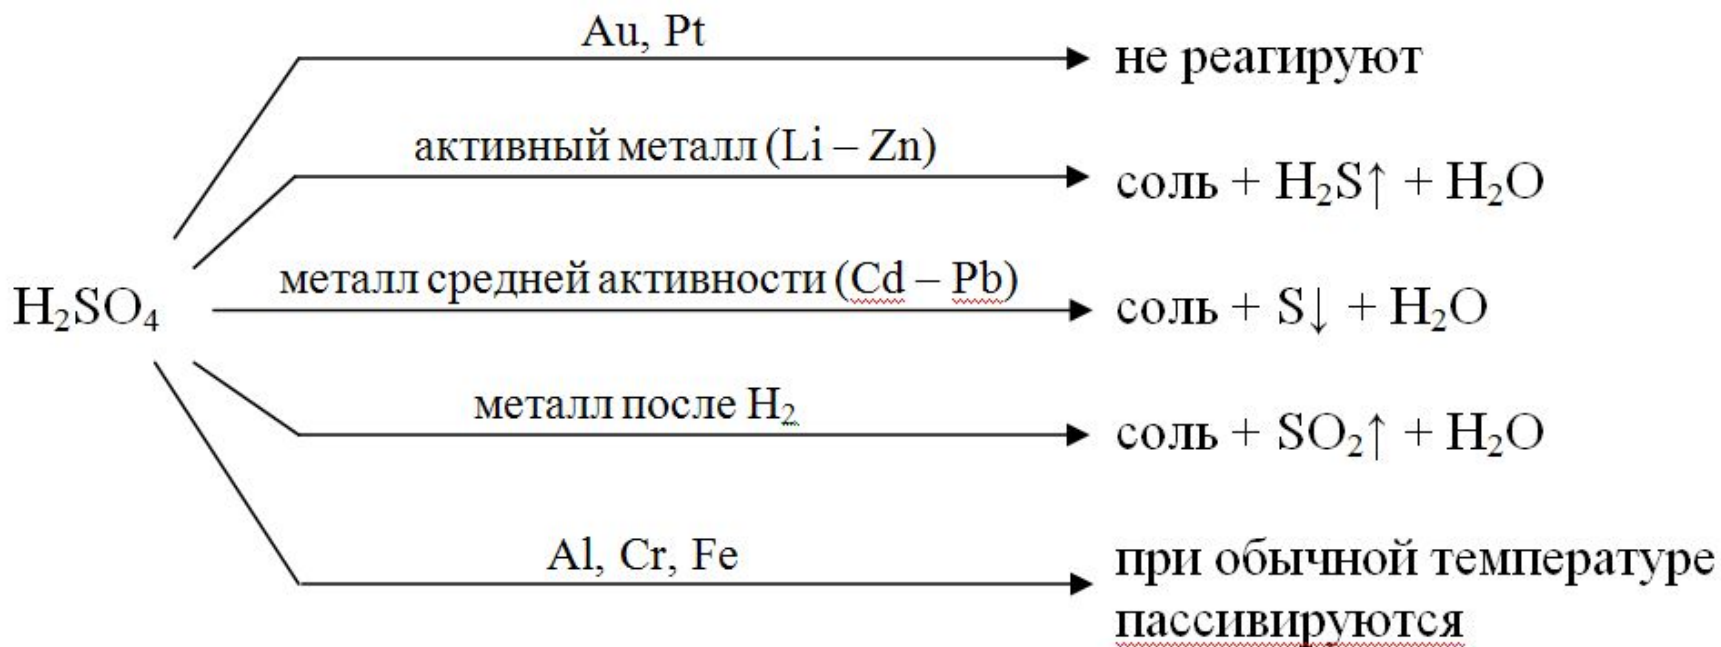 Au, Pt
не реагируют
активный металл (Li – Zn)
соль + H₂S↑ + H₂O
металл средней активности (Cd – Pb)
H₂SO₄
соль + S↓ + H₂O
металл после H₂
соль + SO₂↑ + H₂O
Al, Cr, Fe
при обычной температуре
пассивируются